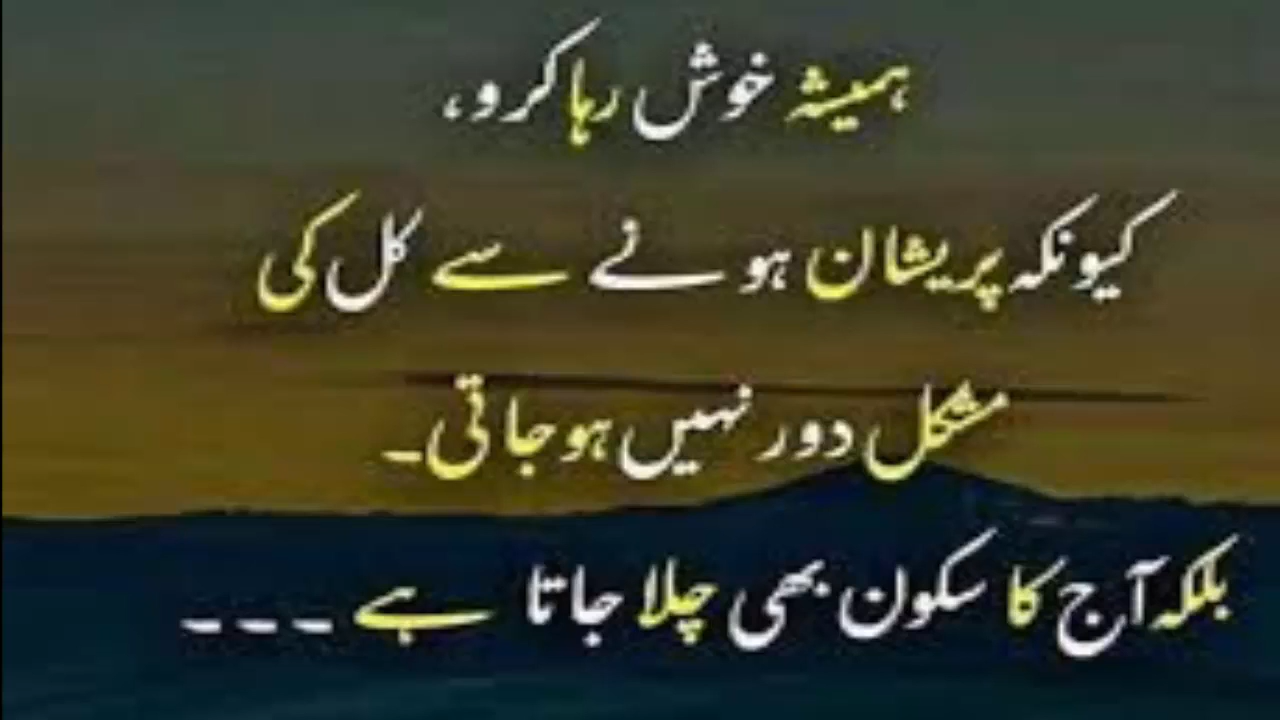 ہمیشہ خوش رہا کرو،
کیونکہ پریشان ہونے سے کل کی
مشکل دور نہیں ہو جاتی۔
بلکہ آج کا سکون بھی چلا جاتا ہے ۔۔۔